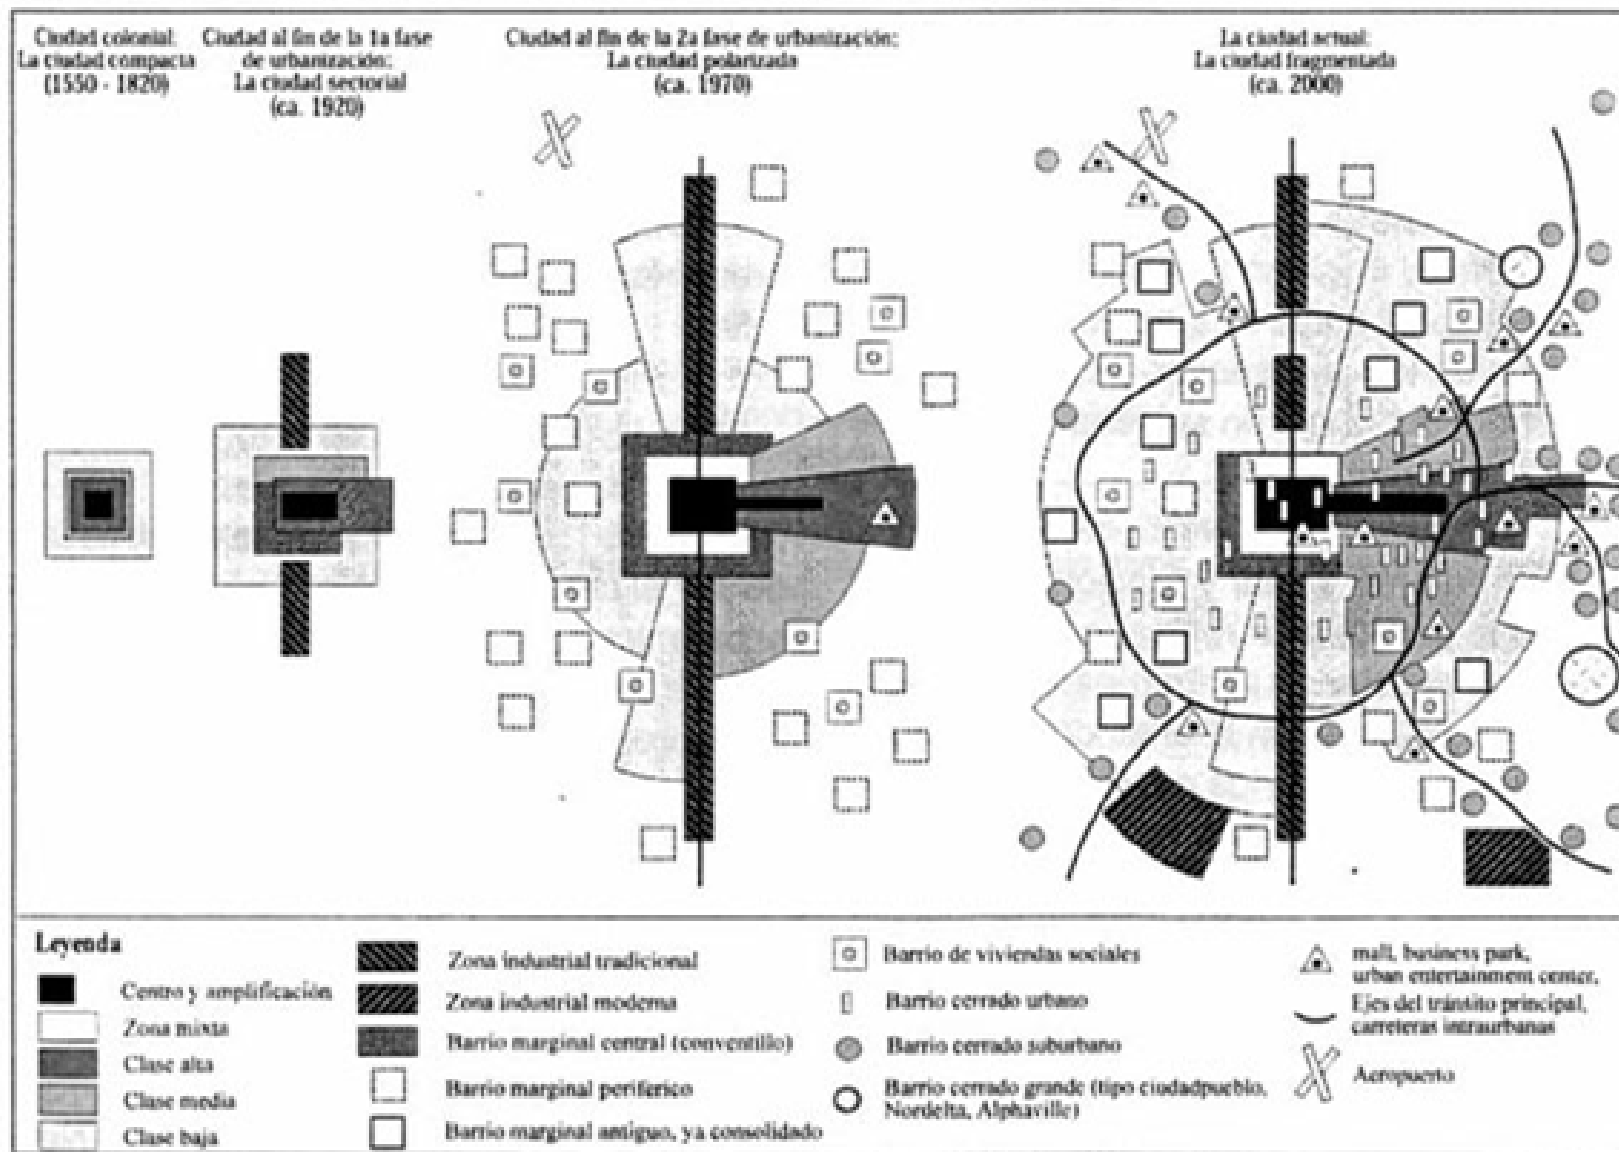 Ciudad colonial:
La ciudad compacta
(1550 - 1820)
Ciudad al fin de la 1a fase
de urbanización:
La ciudad sectorial
(ca. 1920)
Ciudad al fin de la 2a fase de urbanización:
La ciudad polarizada
(ca. 1970)
La ciudad actual:
La ciudad fragmentada
(ca. 2000)
Leyenda
Centro y amplificación
Zona mixta
Clase alta
Clase media
Clase baja
Zona industrial tradicional
Zona industrial moderna
Barrio marginal central (conventillo)
Barrio marginal periférico
Barrio marginal antiguo, ya consolidado
Barrio de viviendas sociales
Barrio cerrado urbano
Barrio cerrado suburbano
Barrio cerrado grande (tipo ciudadpueblo,
Nordelta, Alphaville)
mall, business park,
urban entertainment center,
Ejes del tránsito principal,
carreteras intraurbanas
Aeropuerto